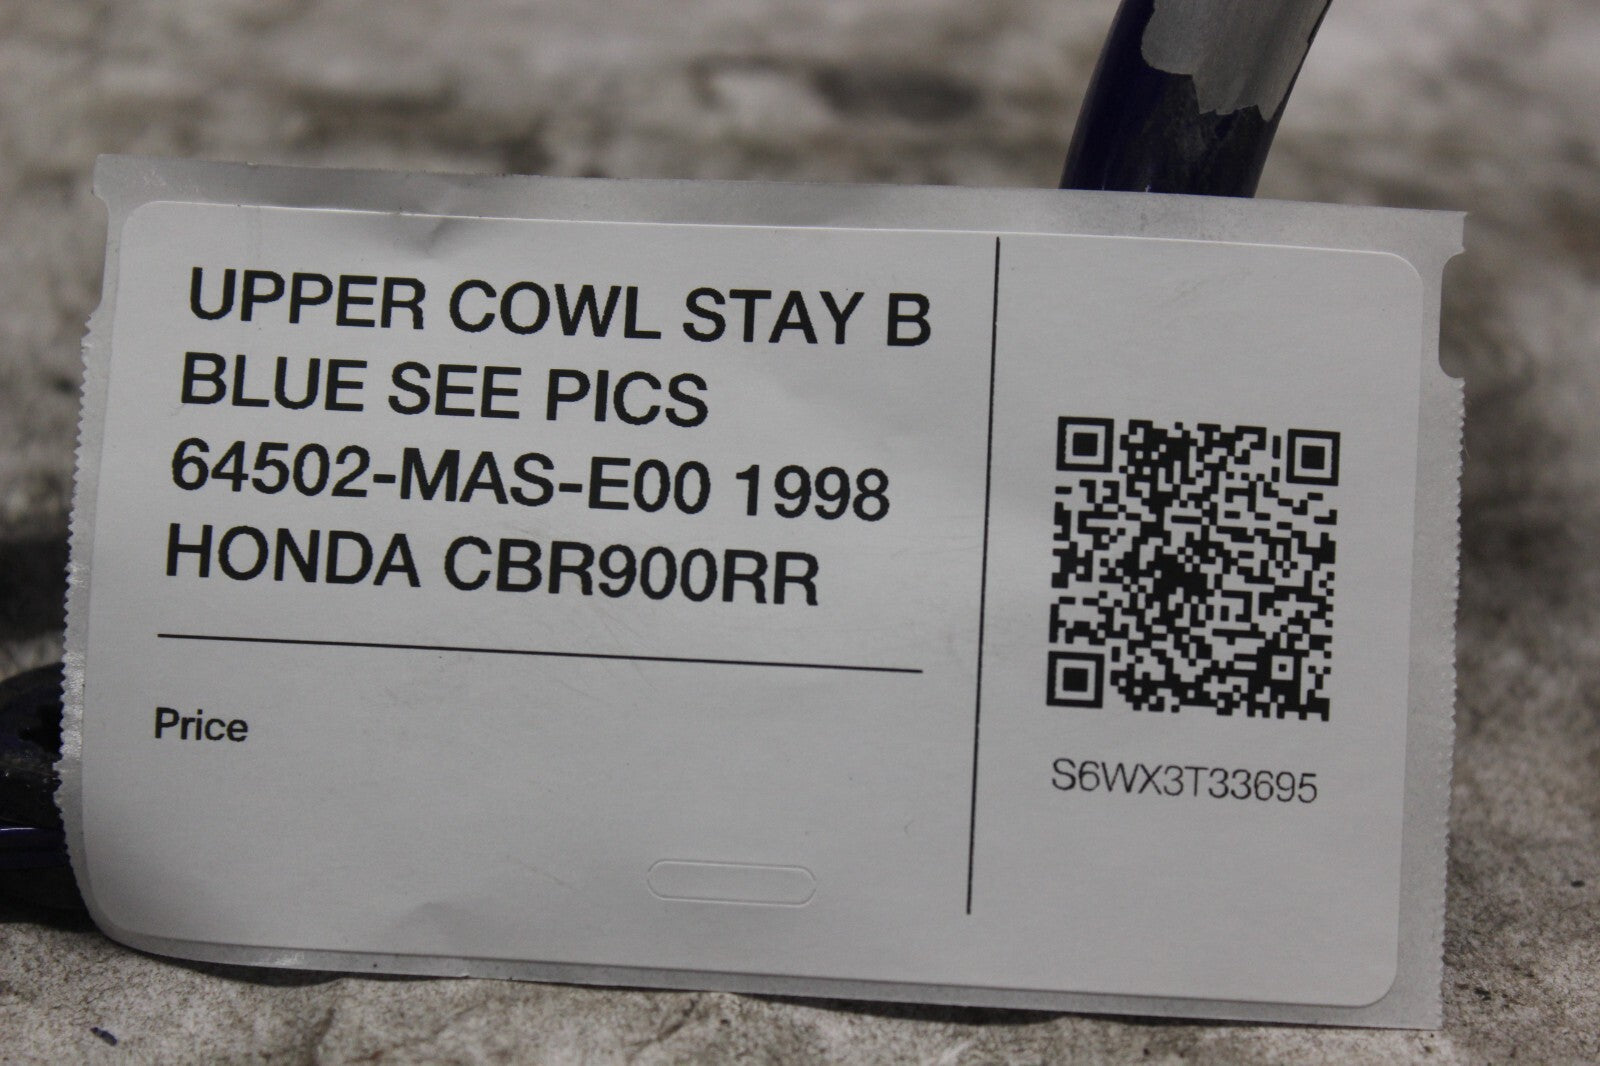 UPPER COWL STAY B
BLUE SEE PICS
64502-MAS-E00 1998
HONDA CBR900RR
Price
S6WX3T33695